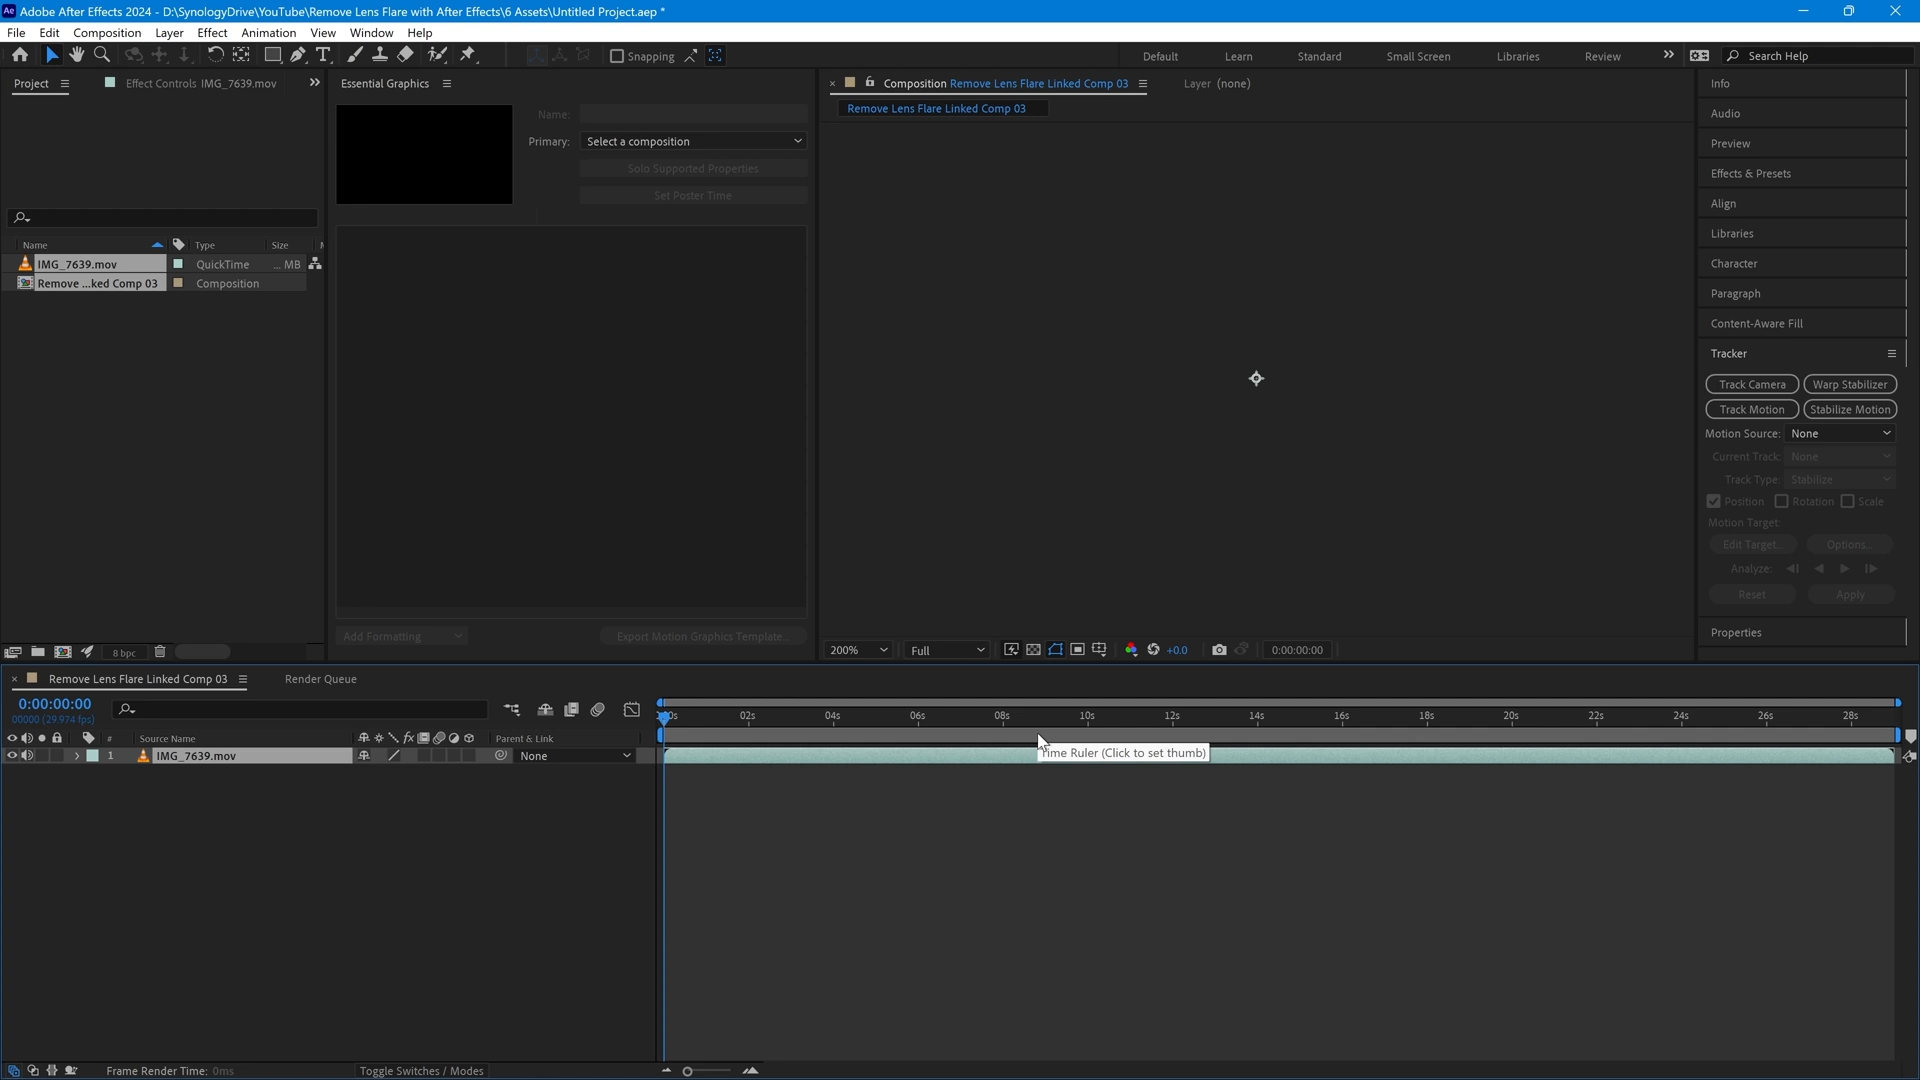 Adobe After Effects 2024 - D:\SynologyDrive\YouTube\Remove Lens Flare with After Effects\6 Assets\Untitled Project.aep *
File Edit Composition Layer Effect Animation View Window Help
Snapping
Default Learn Standard Small Screen Libraries Review
Search Help
Project
Effect Controls IMG_7639.mov
Essential Graphics
Composition Remove Lens Flare Linked Comp 03
Layer (none)
Remove Lens Flare Linked Comp 03
Name:
Primary: Select a composition
Solo Supported Properties
Set Poster Time
Name Type Size
IMG_7639.mov QuickTime ... MB
Remove ...ked Comp 03 Composition
Add Formatting
Export Motion Graphics Template...
8 bpc
200% Full +0.0 0:00:00:00
Info
Audio
Preview
Effects & Presets
Align
Libraries
Character
Paragraph
Content-Aware Fill
Tracker
Track Camera Warp Stabilizer
Track Motion Stabilize Motion
Motion Source: None
Current Track: None
Track Type: Stabilize
Position Rotation Scale
Motion Target:
Edit Target... Options...
Analyze:
Reset Apply
Properties
Remove Lens Flare Linked Comp 03
Render Queue
0:00:00:00
00000 (29.974 fps)
02s 04s 06s 08s 10s 12s 14s 16s 18s 20s 22s 24s 26s 28s
# Source Name Parent & Link
1 IMG_7639.mov None
Time Ruler (Click to set thumb)
Frame Render Time: 0ms
Toggle Switches / Modes